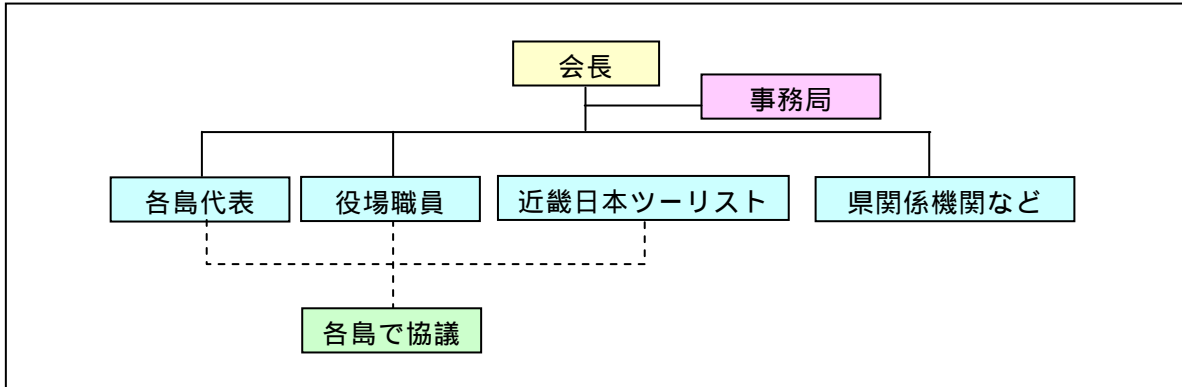 会長
事務局
各島代表
役場職員
近畿日本ツーリスト
県関係機関など
各島で協議